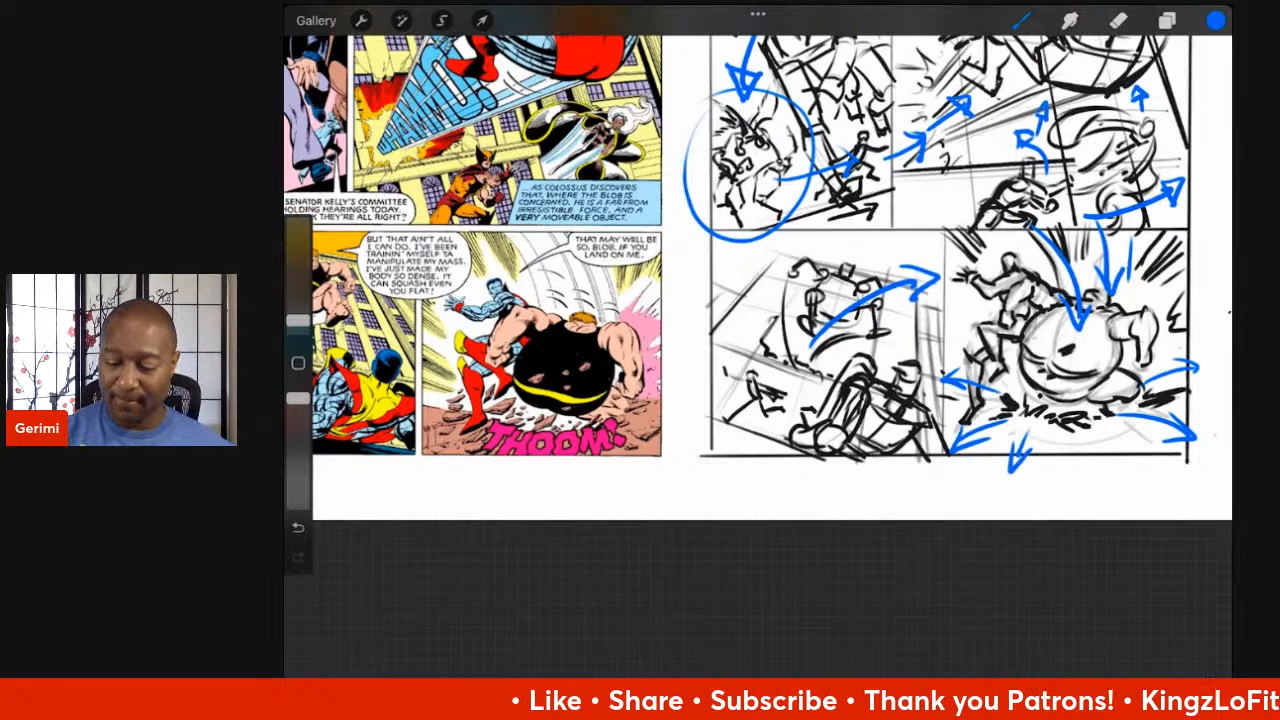 Gallery
WHAMMO!
SENATOR KELLY'S COMMITTEE
HOLDING HEARINGS TODAY.
THEY'RE ALL RIGHT?
... AS COLOSSUS DISCOVERS
THAT, WHERE THE BLOB IS
CONCERNED, HE IS A FAR FROM
IRRESISTIBLE FORCE, AND A
VERY MOVEABLE OBJECT.
BUT THAT AIN'T ALL
I CAN DO. I'VE BEEN
TRAININ' MYSELF TA
MANIPULATE MY MASS.
I'VE JUST MADE MY
BODY SO DENSE, IT
CAN SQUASH EVEN
YOU FLAT!
THAT MAY WELL BE
SO, BLOB. IF YOU
LAND ON ME.
THOOM!
Gerimi
• Like • Share • Subscribe • Thank you Patrons! • KingzLoFit